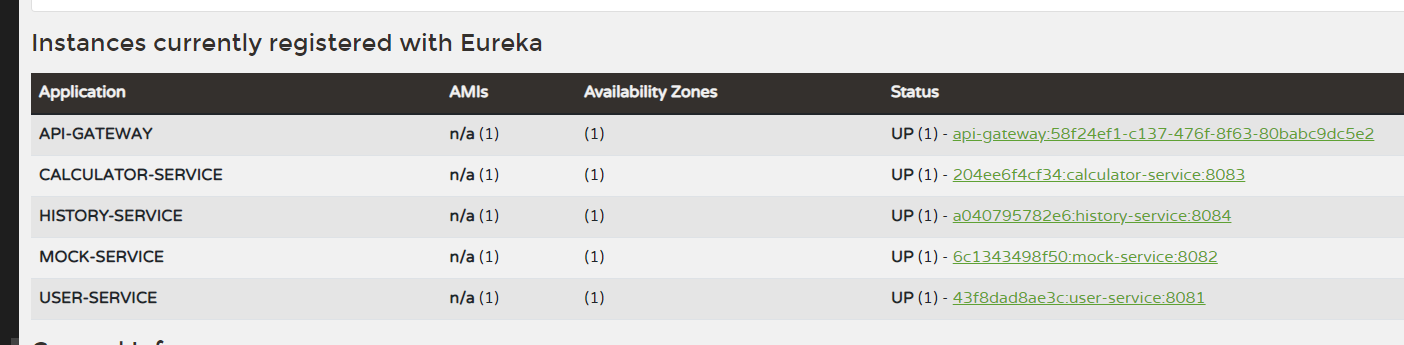 Instances currently registered with Eureka
Application AMIs Availability Zones Status
API-GATEWAY n/a (1) (1) UP (1) - api-gateway:58f24ef1-c137-476f-8f63-80babc9dc5e2
CALCULATOR-SERVICE n/a (1) (1) UP (1) - 204ee6f4cf34:calculator-service:8083
HISTORY-SERVICE n/a (1) (1) UP (1) - a040795782e6:history-service:8084
MOCK-SERVICE n/a (1) (1) UP (1) - 6c1343498f50:mock-service:8082
USER-SERVICE n/a (1) (1) UP (1) - 43f8dad8ae3c:user-service:8081